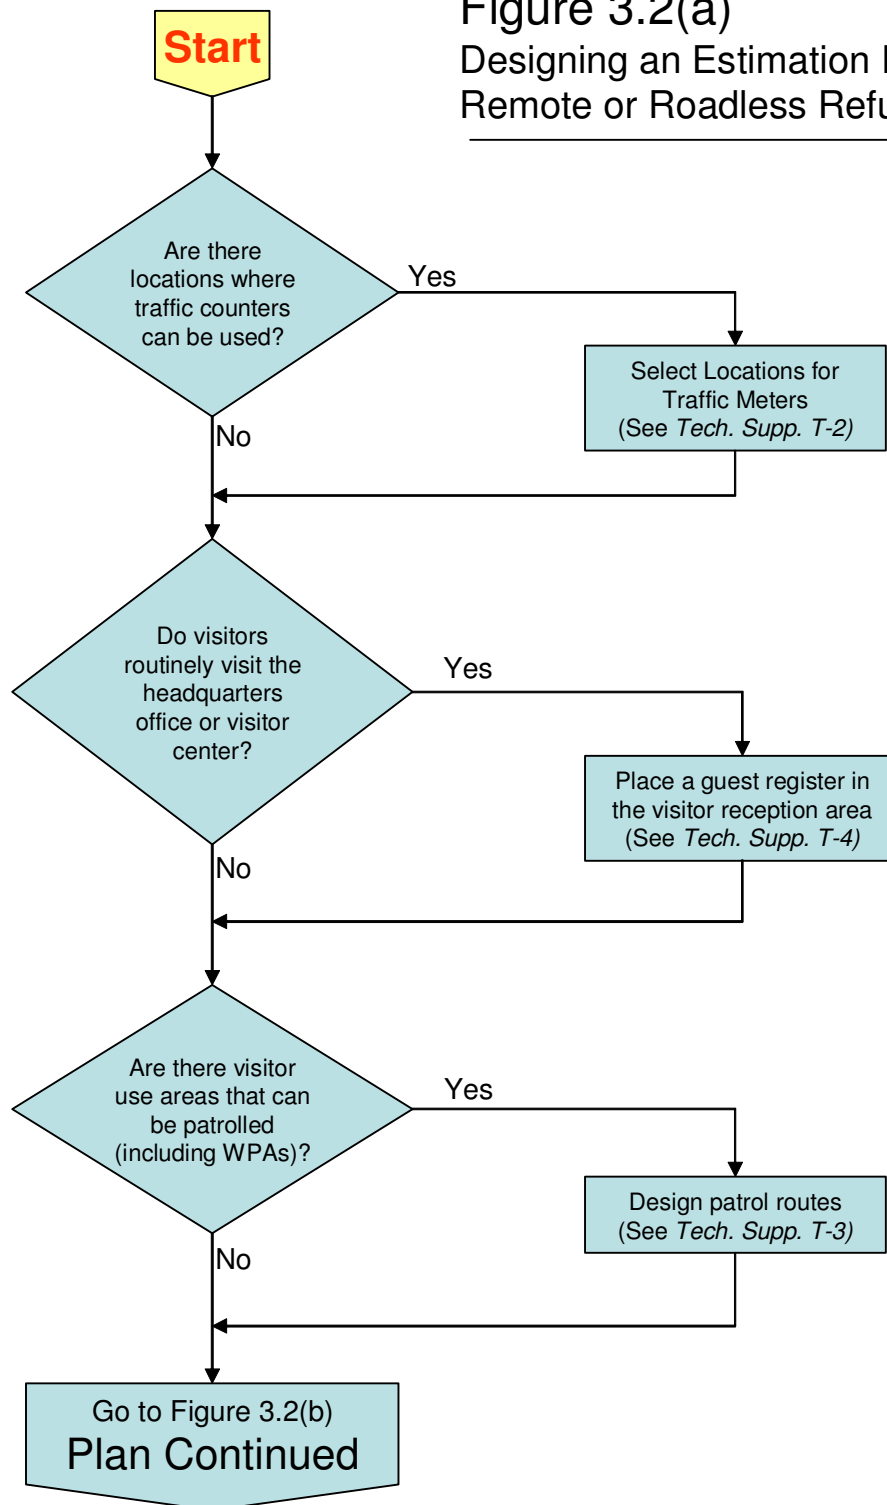 Figure 3.2(a)
Designing an Estimation
Remote or Roadless
Start
Are there
locations where
traffic counters
can be used?
Yes
Select Locations for
Traffic Meters
(See Tech. Supp. T-2)
No
Do visitors
routinely visit the
headquarters
office or visitor
center?
Yes
Place a guest register in
the visitor reception area
(See Tech. Supp. T-4)
No
Are there visitor
use areas that can
be patrolled
(including WPAs)?
Yes
Design patrol routes
(See Tech. Supp. T-3)
No
Go to Figure 3.2(b)
Plan Continued